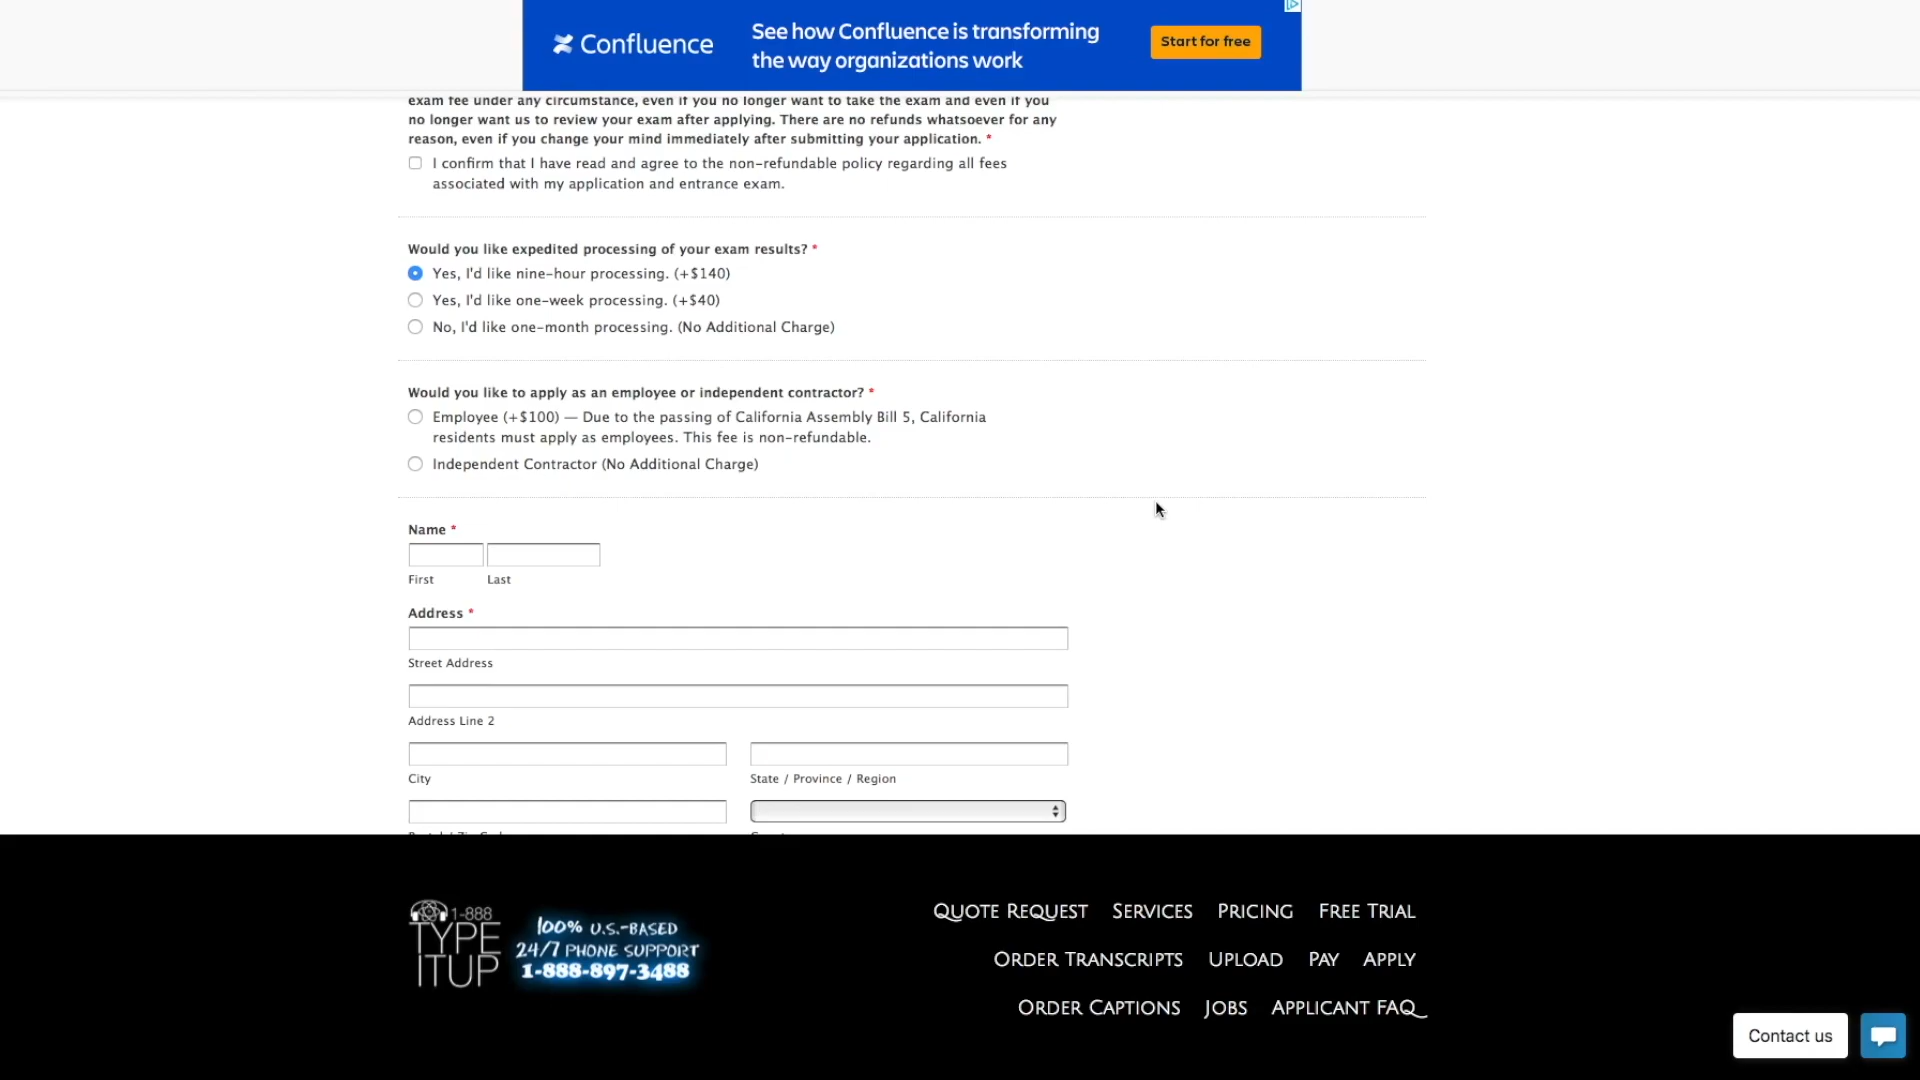 Confluence
See how Confluence is transforming
the way organizations work
Start for free
exam fee under any circumstance, even if you no longer want to take the exam and even if you
no longer want us to review your exam after applying. There are no refunds whatsoever for any
reason, even if you change your mind immediately after submitting your application. *
I confirm that I have read and agree to the non-refundable policy regarding all fees
associated with my application and entrance exam.
Would you like expedited processing of your exam results? *
Yes, I'd like nine-hour processing. (+$140)
Yes, I'd like one-week processing. (+$40)
No, I'd like one-month processing. (No Additional Charge)
Would you like to apply as an employee or independent contractor? *
Employee (+$100) — Due to the passing of California Assembly Bill 5, California
residents must apply as employees. This fee is non-refundable.
Independent Contractor (No Additional Charge)
Name *
First Last
Address *
Street Address
Address Line 2
City State / Province / Region
1-888
TYPE
ITUP
100% U.S.-BASED
24/7 PHONE SUPPORT
1-888-897-3488
QUOTE REQUEST SERVICES PRICING FREE TRIAL
ORDER TRANSCRIPTS UPLOAD PAY APPLY
ORDER CAPTIONS JOBS APPLICANT FAQ
Contact us